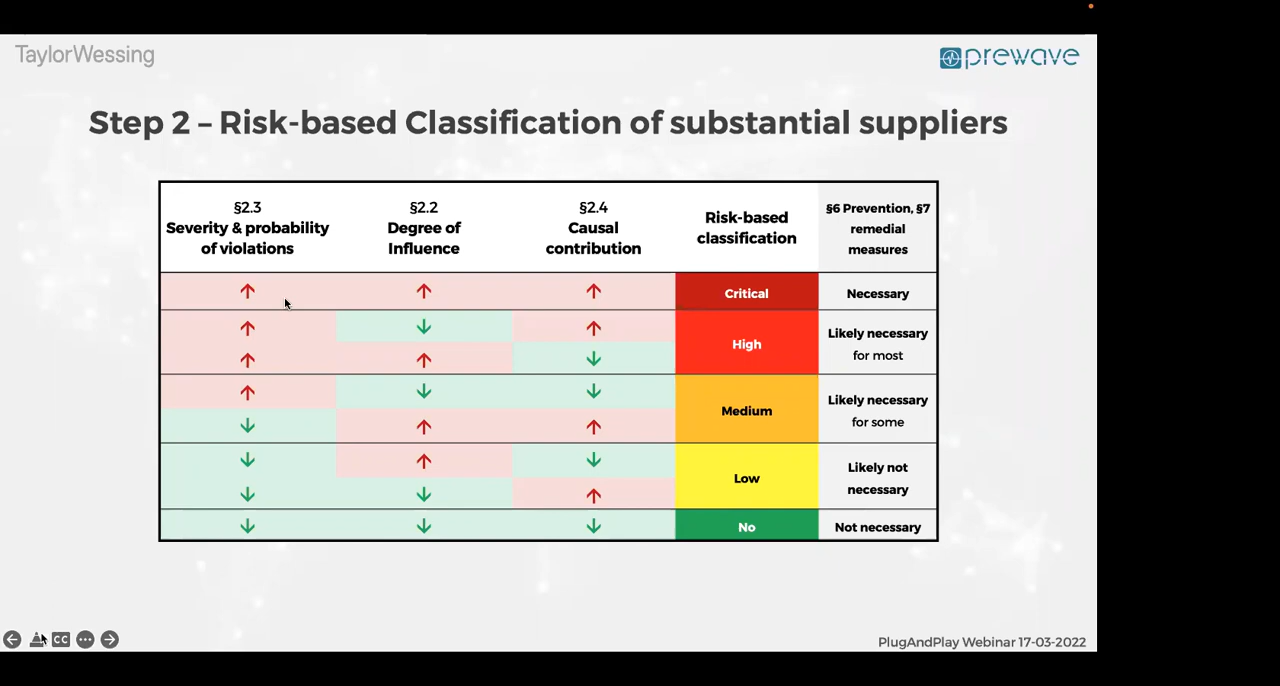 TaylorWessing
prewave
Step 2 – Risk-based Classification of substantial suppliers
§2.3
Severity & probability
of violations
§2.2
Degree of
Influence
§2.4
Causal
contribution
Risk-based
classification
§6 Prevention, §7
remedial
measures
↑ ↑ ↑ Critical Necessary
↑ ↓ ↑
↑ ↑ ↓
High
Likely necessary
for most
↑ ↓ ↓
↓ ↑ ↑
Medium
Likely necessary
for some
↓ ↑ ↓
↓ ↓ ↑
Low
Likely not
necessary
↓ ↓ ↓ No Not necessary
CC
PlugAndPlay Webinar 17-03-2022